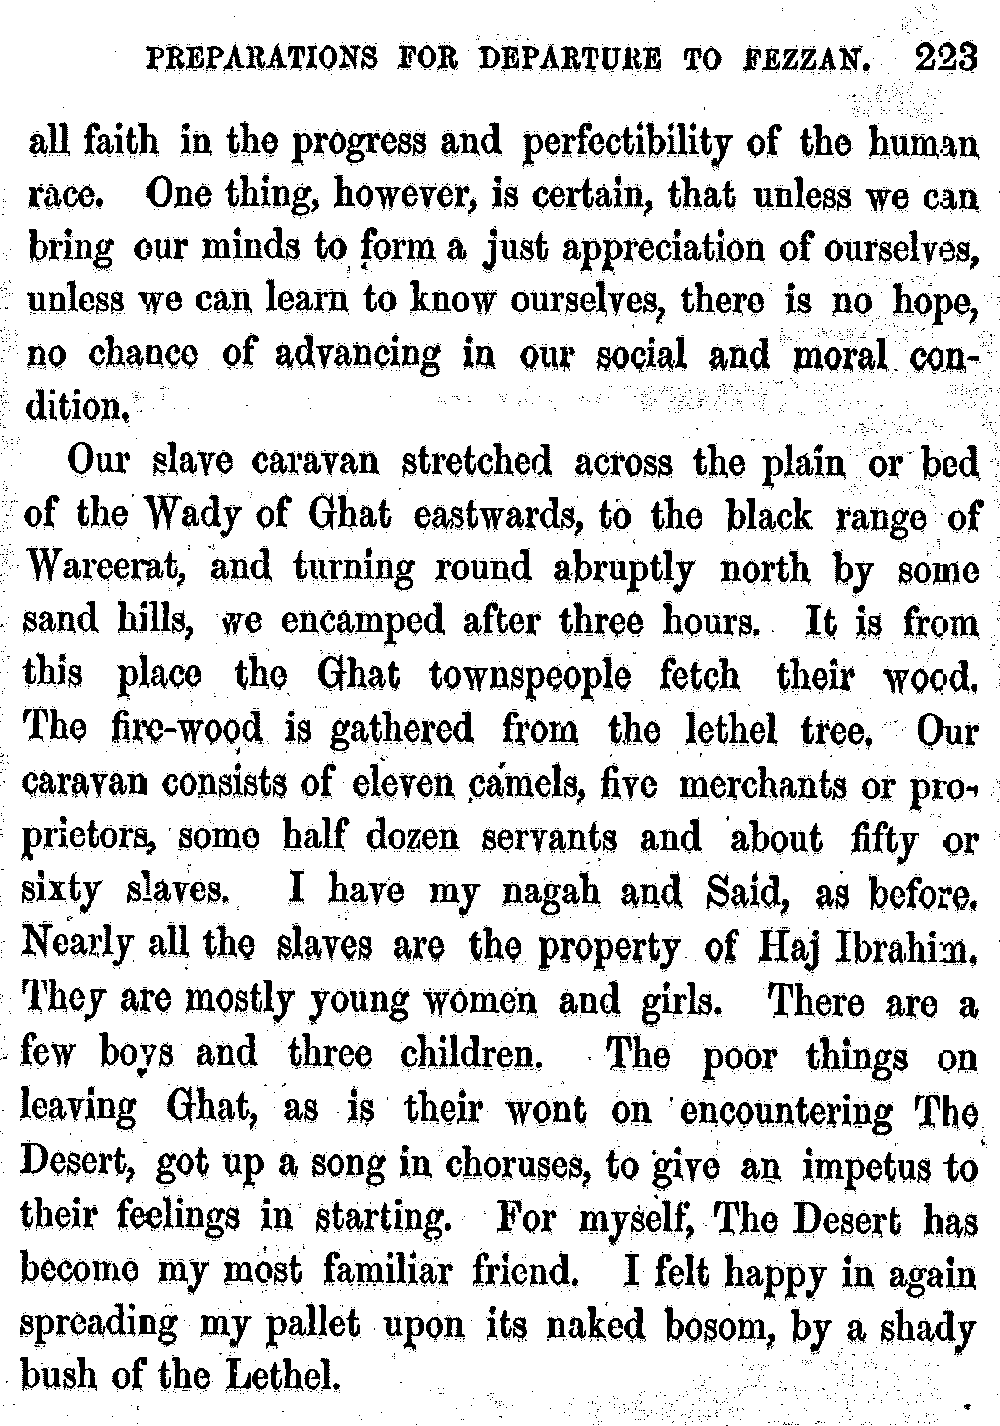 PREPARATIONS FOR DEPARTURE TO FEZZAN. 223
all faith in the progress and perfectibility of the human
race. One thing, however, is certain, that unless we can
bring our minds to form a just appreciation of ourselves,
unless we can learn to know ourselves, there is no hope,
no chance of advancing in our social and moral con-
dition.
Our slave caravan stretched across the plain or bed
of the Wady of Ghat eastwards, to the black range of
Wareerat, and turning round abruptly north by some
sand hills, we encamped after three hours. It is from
this place the Ghat townspeople fetch their wood.
The fire-wood is gathered from the lethel tree. Our
caravan consists of eleven camels, five merchants or pro-
prietors, some half dozen servants and about fifty or
sixty slaves. I have my nagah and Said, as before.
Nearly all the slaves are the property of Haj Ibrahim.
They are mostly young women and girls. There are a
few boys and three children. The poor things on
leaving Ghat, as is their wont on encountering The
Desert, got up a song in choruses, to give an impetus to
their feelings in starting. For myself, The Desert has
become my most familiar friend. I felt happy in again
spreading my pallet upon its naked bosom, by a shady
bush of the Lethel.